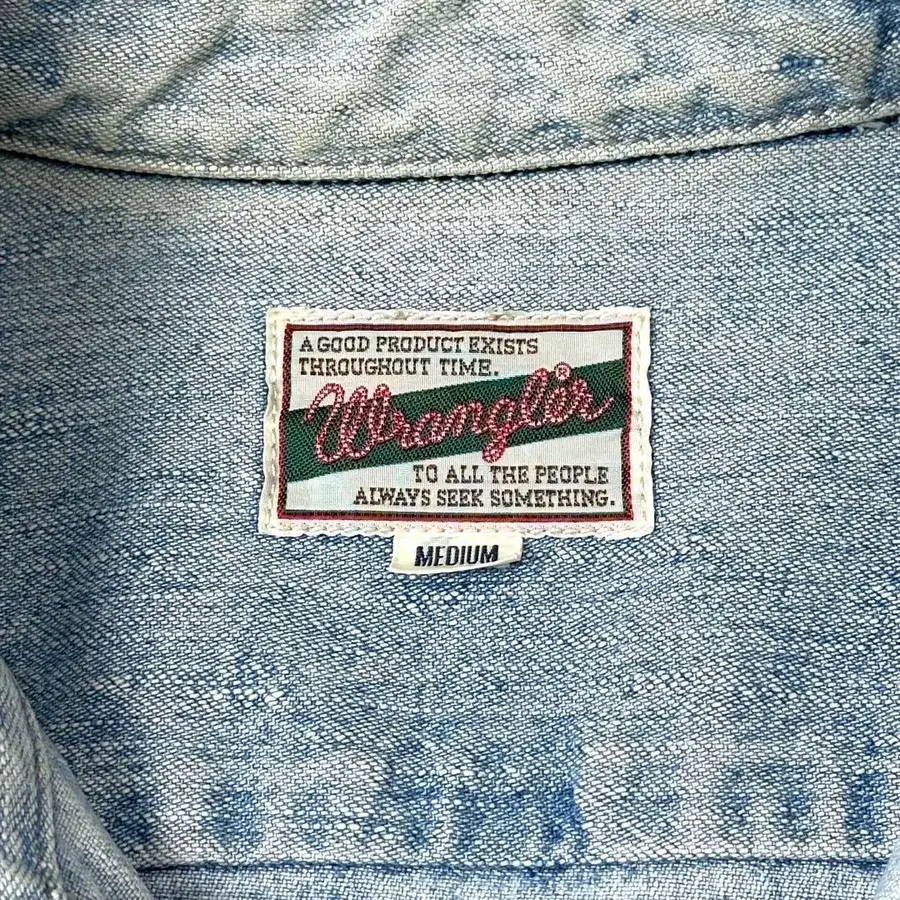 A GOOD PRODUCT EXISTS
THROUGHOUT TIME.
Wrangler®
TO ALL THE PEOPLE
ALWAYS SEEK SOMETHING.
MEDIUM